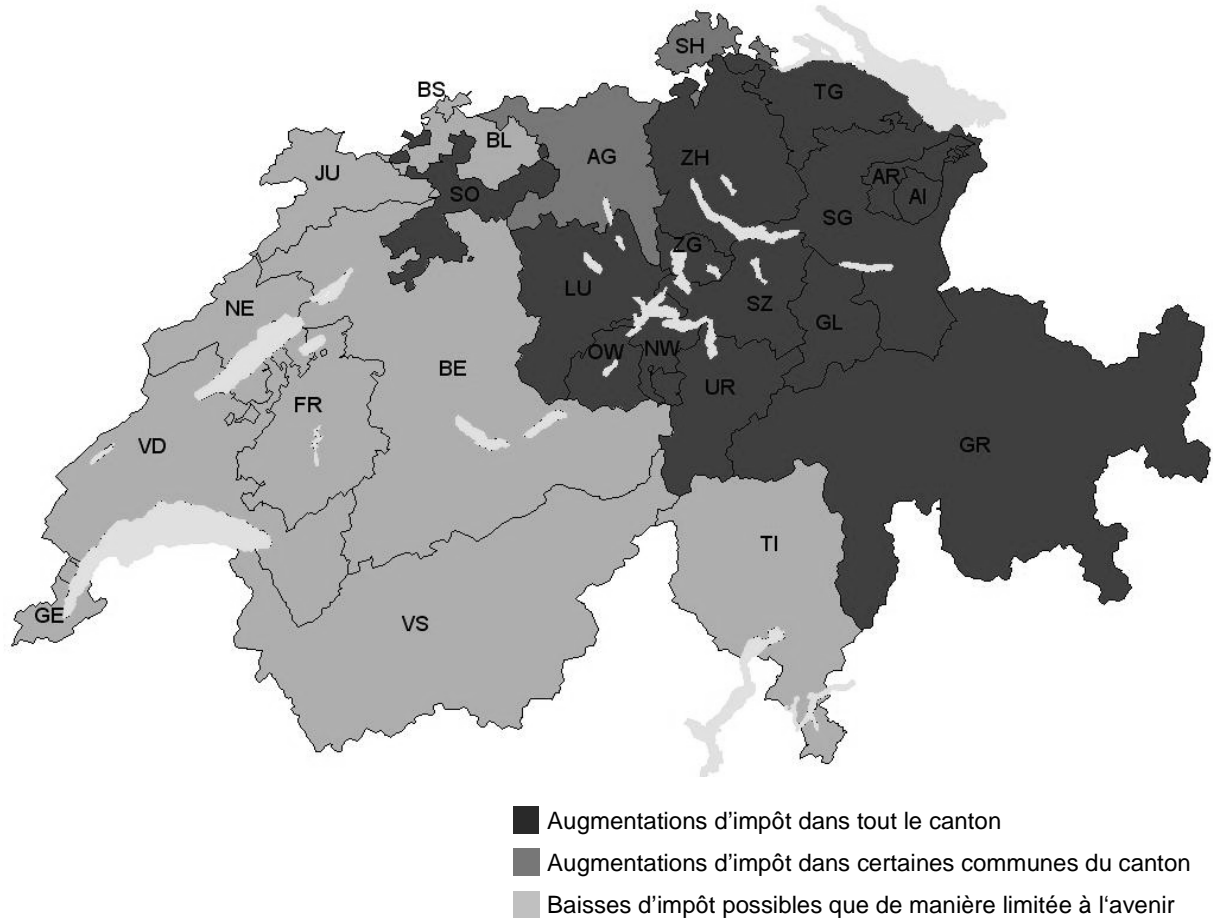 SH
BS
TG
BL
AG
ZH
JU
AR
SO
AI
SG
ZG
LU
SZ
NE
GL
OW
NW
BE
UR
FR
VD
GR
TI
GE
VS
Augmentations d’impôt dans tout le canton
Augmentations d’impôt dans certaines communes du canton
Baisses d’impôt possibles que de manière limitée à l‘avenir